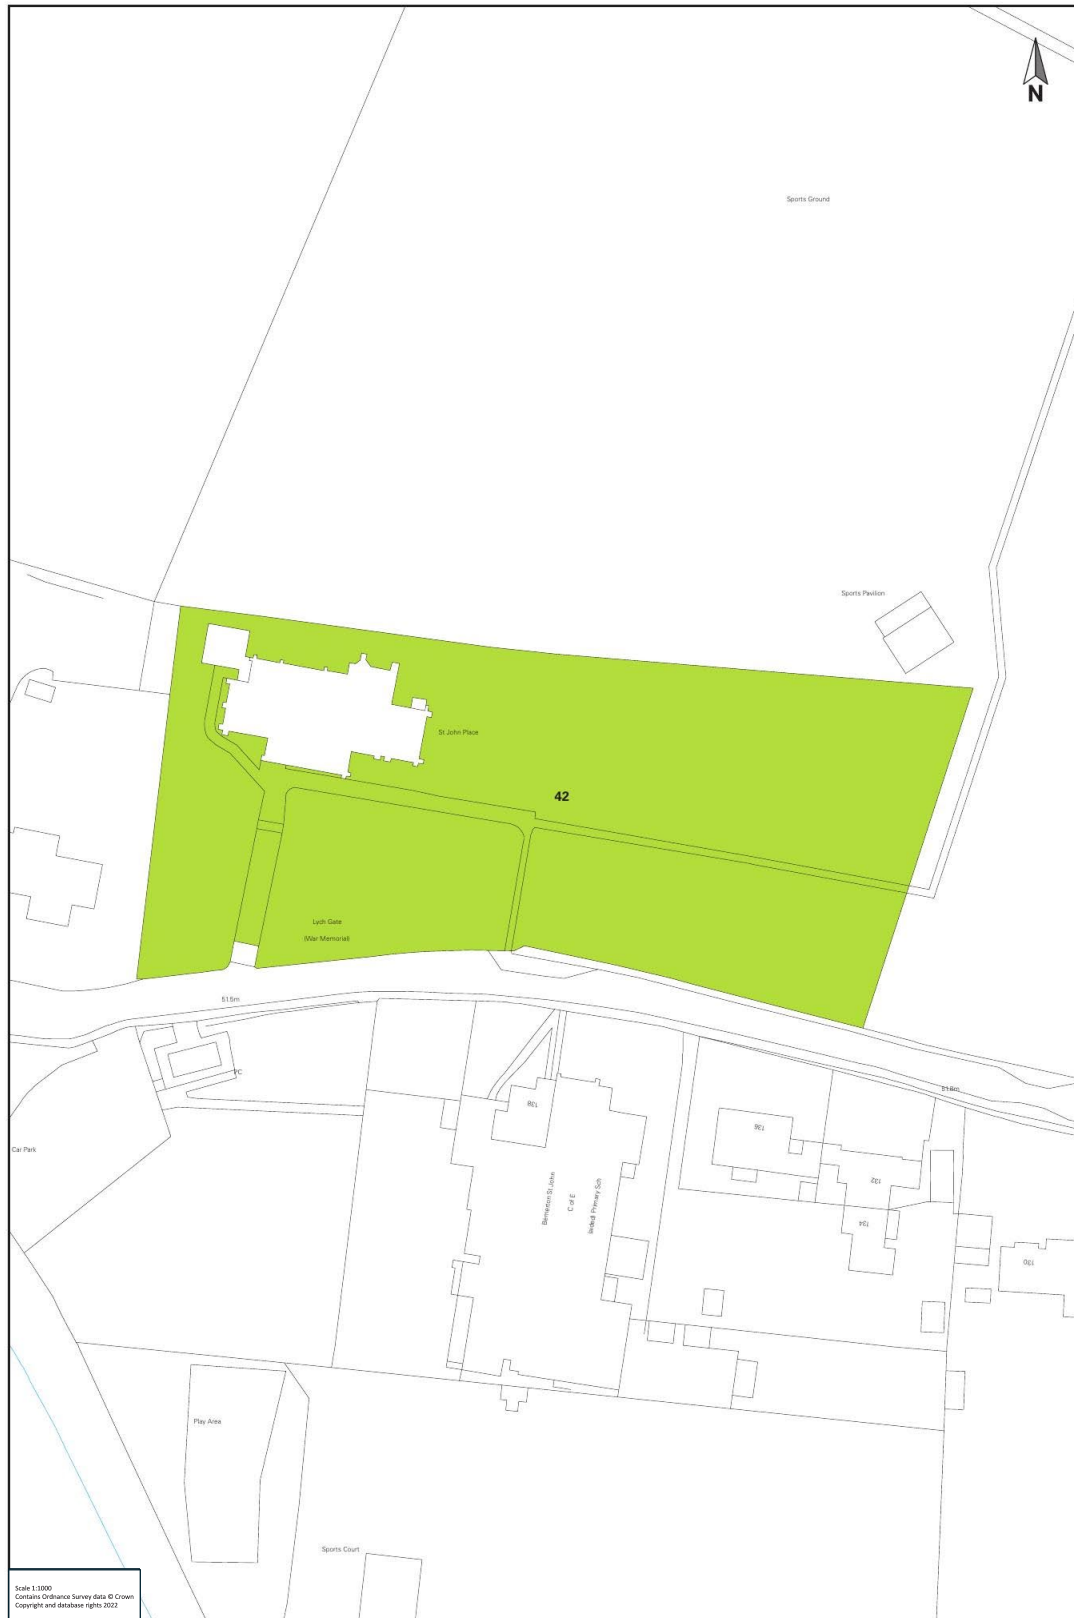 N
Sports Ground
Sports Pavilion
St John Place
42
Lych Gate
(War Memorial)
51.5m
PC
51.8m
Car Park
138
136
132
134
130
Bemerton St John
C of E
Primary Sch
Play Area
Sports Court
Scale 1:1000
Contains Ordnance Survey data © Crown
Copyright and database rights 2022